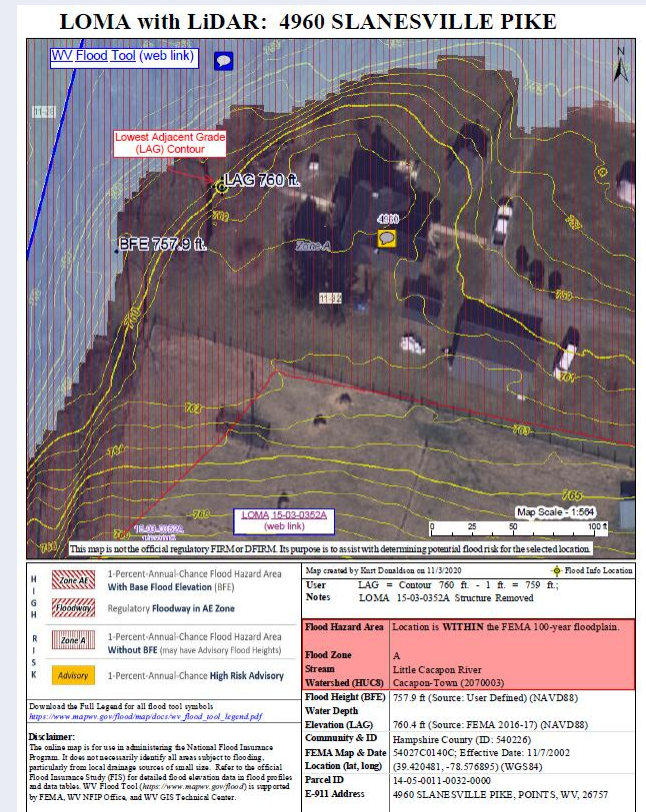 LOMA with LiDAR: 4960 SLANESVILLE PIKE
WV Flood Tool (web link)
N
Lowest Adjacent Grade
(LAG) Contour
LAG 760 ft.
BFE 757.9 ft.
Zone A
11-32
760
762
764
763
765
761
LOMA 15-03-0352A
(web link)
Map Scale - 1:564
0 25 50 100 ft
This map is not the official regulatory FIRM or DFIRM. Its purpose is to assist with determining potential flood risk for the selected location.
HIGH RISK
Zone AE
1-Percent-Annual-Chance Flood Hazard Area
With Base Flood Elevation (BFE)
Floodway
Regulatory Floodway in AE Zone
Zone A
1-Percent-Annual-Chance Flood Hazard Area
Without BFE (may have Advisory Flood Heights)
Advisory
1-Percent-Annual-Chance High Risk Advisory
Download the Full Legend for all flood tool symbols
https://www.mapwv.gov/flood/map/docs/wv_flood_tool_legend.pdf
Disclaimer:
The online map is for use in administering the National Flood Insurance
Program. It does not necessarily identify all areas subject to flooding,
particularly from local drainage sources of small size. Refer to the official
Flood Insurance Study (FIS) for detailed flood elevation data in flood profiles
and data tables. WV Flood Tool (https://www.mapwv.gov/flood) is supported
by FEMA, WV NFIP Office, and WV GIS Technical Center.
Map created by Kurt Donaldson on 11/3/2020
Flood Info Location
User Notes LAG = Contour 760 ft. - 1 ft. = 759 ft.;
LOMA 15-03-0352A Structure Removed
Flood Hazard Area Location is WITHIN the FEMA 100-year floodplain.
Flood Zone A
Stream Little Cacapon River
Watershed (HUC8) Cacapon-Town (2070003)
Flood Height (BFE) 757.9 ft (Source: User Defined) (NAVD88)
Water Depth
Elevation (LAG) 760.4 ft (Source: FEMA 2016-17) (NAVD88)
Community & ID Hampshire County (ID: 540226)
FEMA Map & Date 54027C0140C; Effective Date: 11/7/2002
Location (lat, long) (39.420481, -78.576895) (WGS84)
Parcel ID 14-05-0011-0032-0000
E-911 Address 4960 SLANESVILLE PIKE, POINTS, WV, 26757